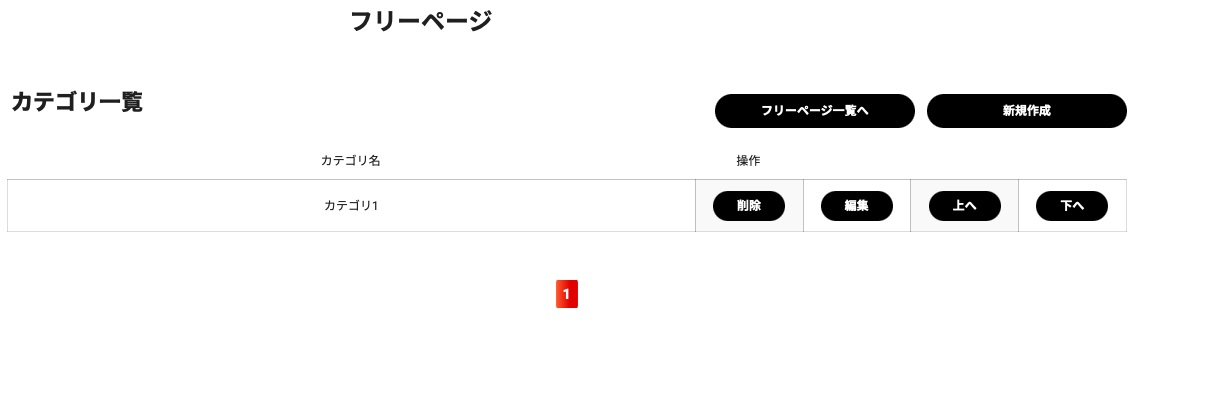 フリーページ
カテゴリ一覧
フリーページ一覧へ 新規作成
カテゴリ名 操作
カテゴリ1 削除 編集 上へ 下へ
1